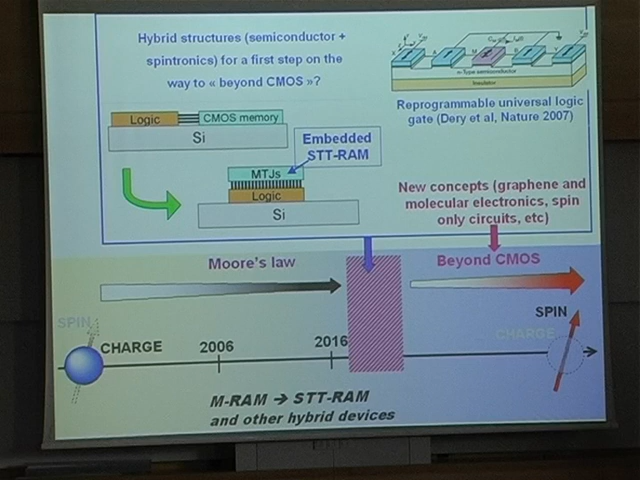 Hybrid structures (semiconductor +
spintronics) for a first step on the
way to « beyond CMOS »?
n-Type semiconductor
Insulator
Reprogrammable universal logic
gate (Dery et al, Nature 2007)
Logic
CMOS memory
Si
Embedded
STT-RAM
MTJs
Logic
Si
New concepts (graphene and
molecular electronics, spin
only circuits, etc)
Moore's law
Beyond CMOS
SPIN
CHARGE
2006
2016
SPIN
CHARGE
M-RAM → STT-RAM
and other hybrid devices